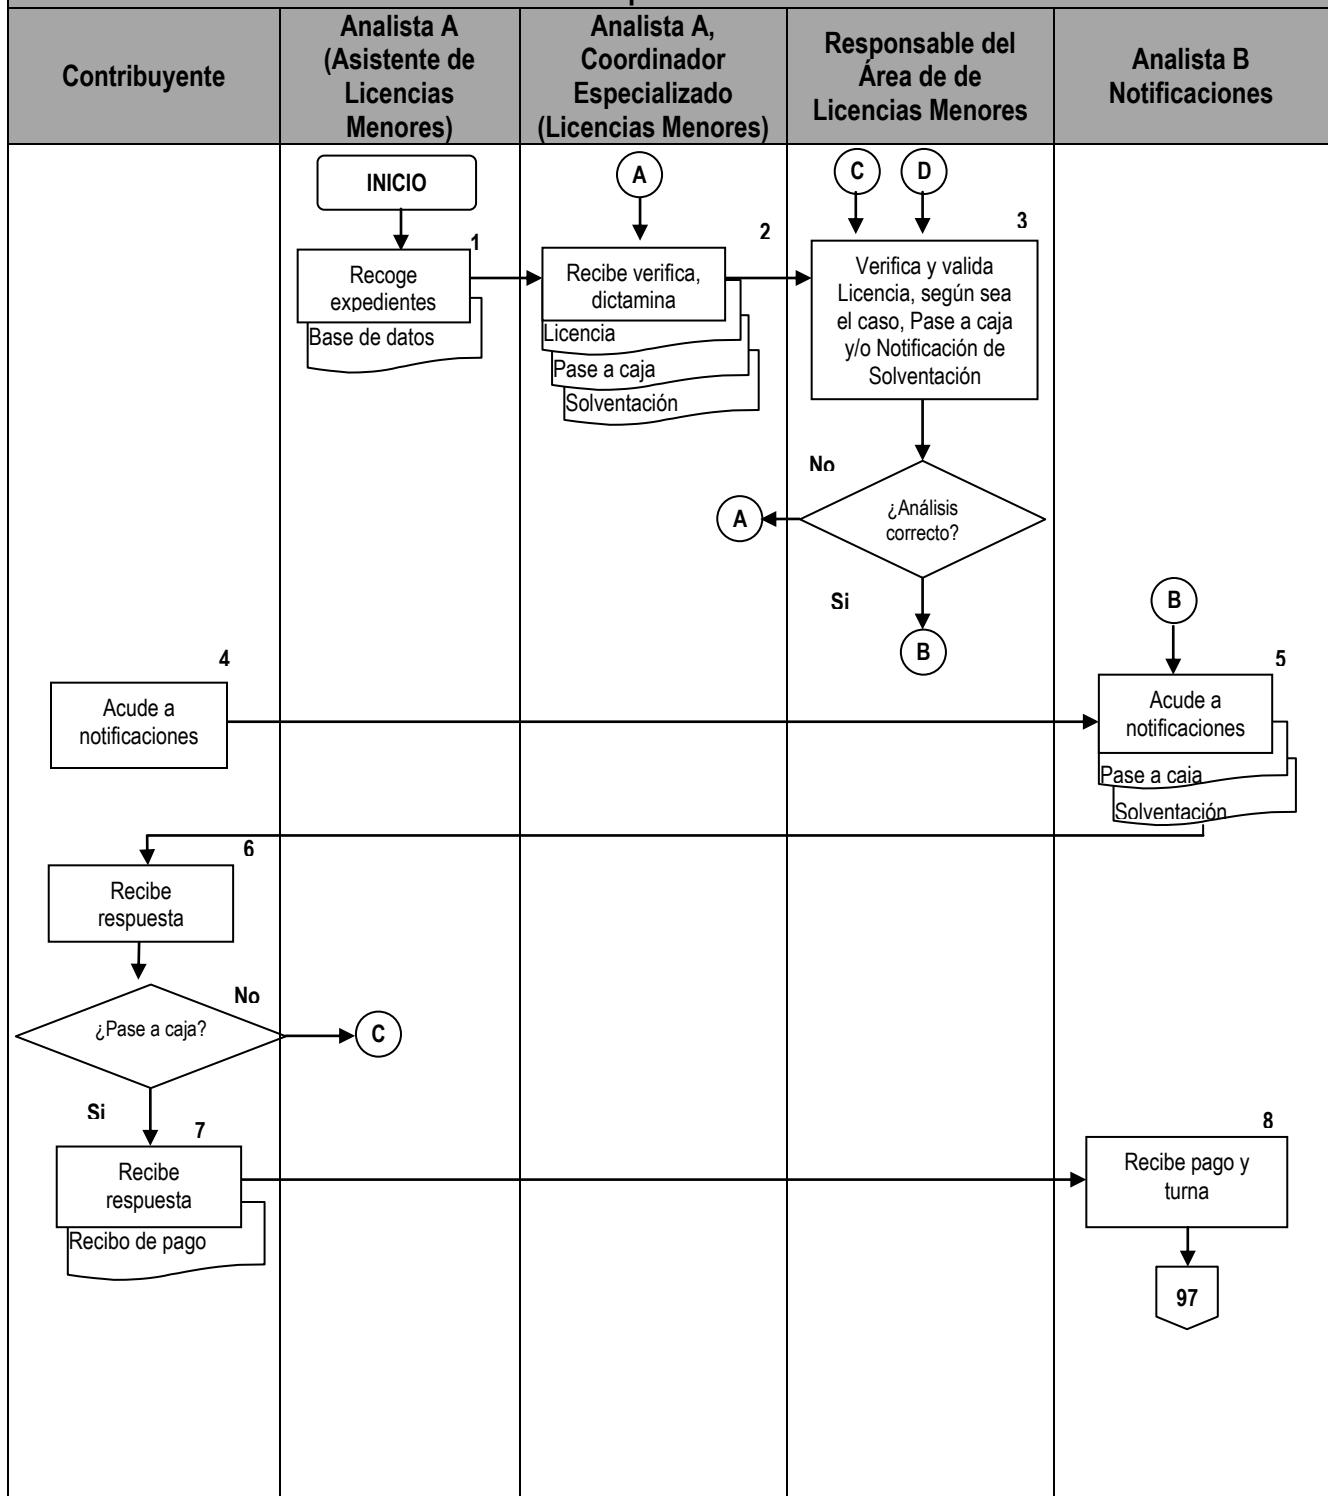 Contribuyente
Analista A
(Asistente de
Licencias
Menores)
Analista A,
Coordinador
Especializado
(Licencias Menores)
Responsable del
Área de de
Licencias Menores
Analista B
Notificaciones
INICIO
A
C
D
1
2
3
Recoge
expedientes
Base de datos
Recibe verifica,
dictamina
Licencia
Pase a caja
Solventación
Verifica y valida
Licencia, según sea
el caso, Pase a caja
y/o Notificación de
Solventación
No
¿Análisis
correcto?
A
Si
B
B
4
5
Acude a
notificaciones
Acude a
notificaciones
Pase a caja
Solventación
6
Recibe
respuesta
No
¿Pase a caja?
C
Si
7
8
Recibe
respuesta
Recibo de pago
Recibe pago y
turna
97